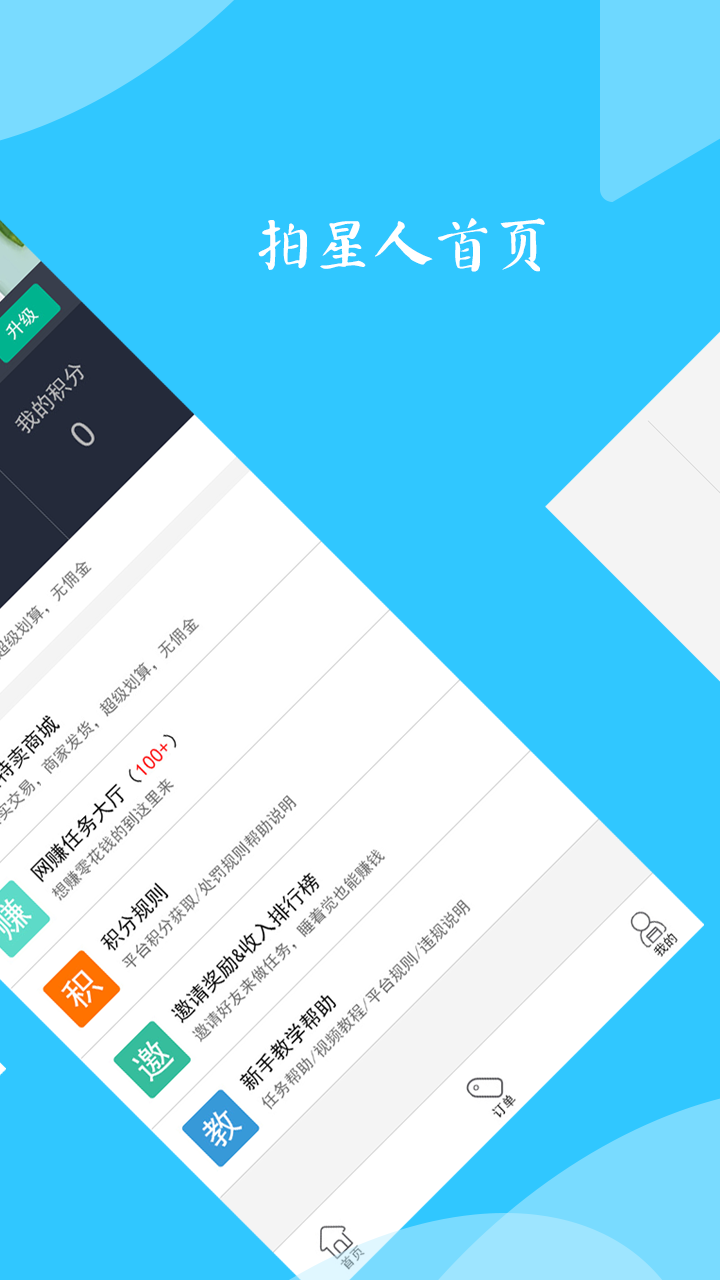 拍星人首页
升级
我的积分
0
超级划算，无佣金
特卖商城
买交易，商家发货，超级划算，无佣金
赚
网赚任务大厅（100+）
想赚零花钱的到这里来
积
积分规则
平台积分获取/处罚规则帮助说明
邀
邀请奖励&收入排行榜
邀请好友来做任务，睡着觉也能赚钱
教
新手教学帮助
任务帮助/视频教程/平台规则/违规说明
首页
订单
我的